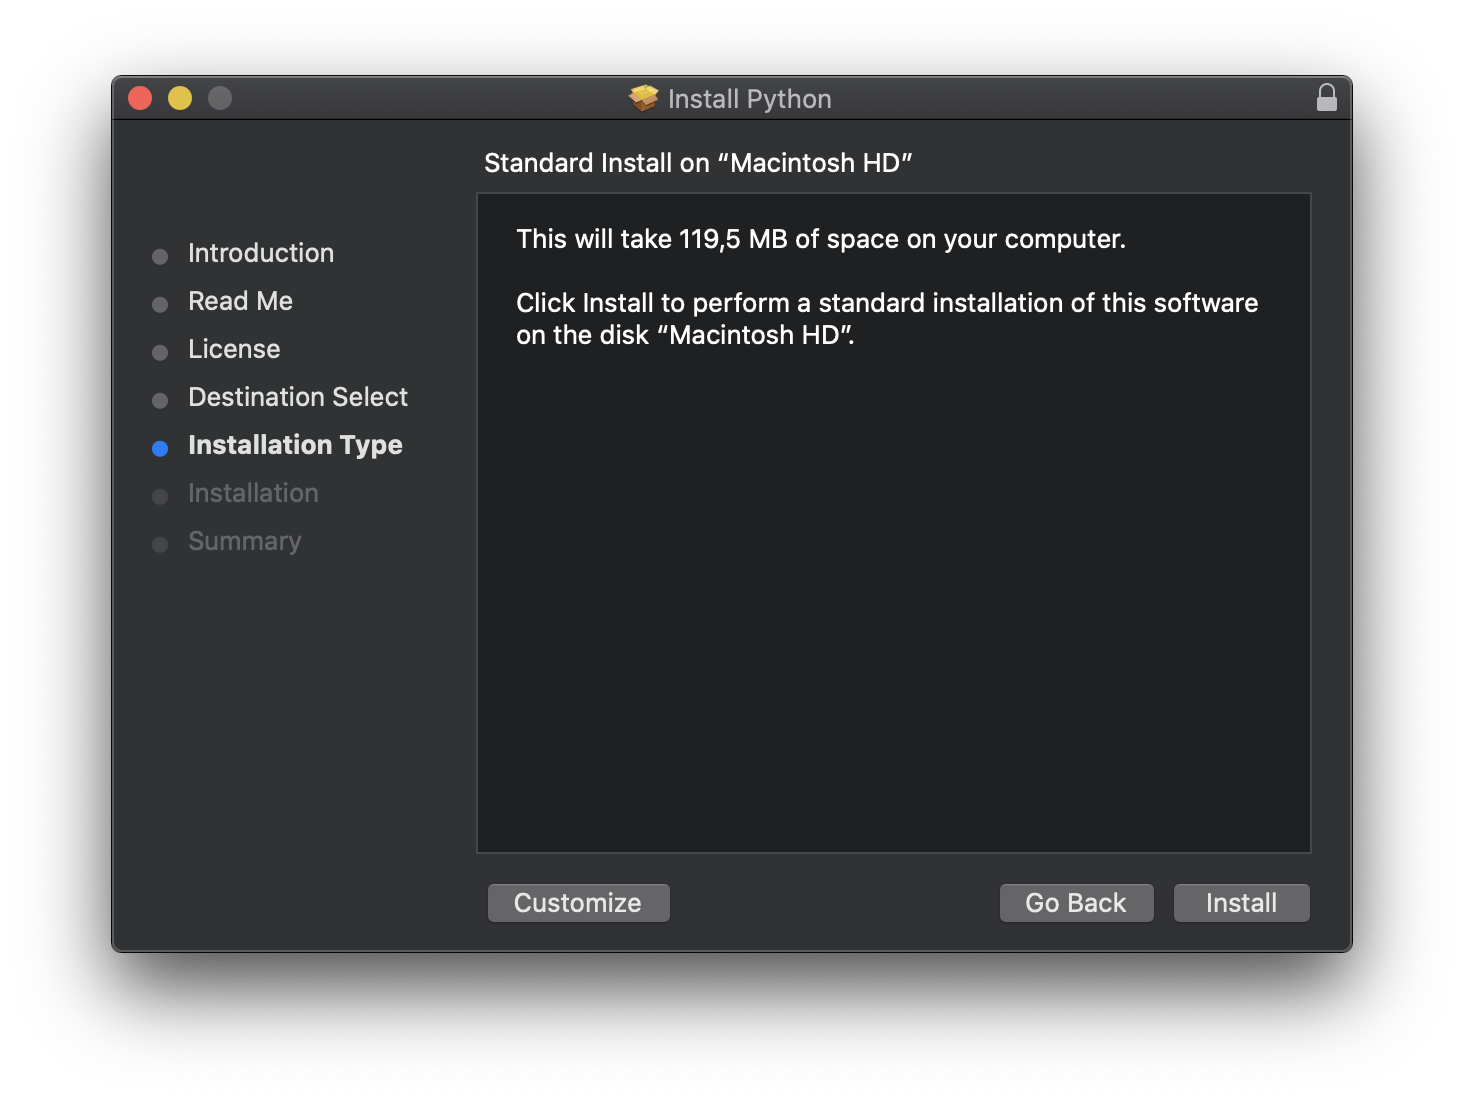 Install Python
Standard Install on “Macintosh HD”
Introduction
Read Me
License
Destination Select
Installation Type
Installation
Summary
This will take 119,5 MB of space on your computer.
Click Install to perform a standard installation of this software
on the disk “Macintosh HD”.
Customize
Go Back
Install